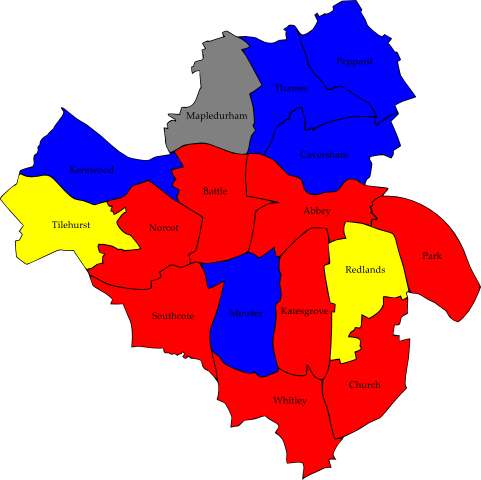 Peppard
Thames
Mapledurham
Caversham
Kentwood
Battle
Abbey
Tilehurst
Norcot
Park
Redlands
Southcote
Minster
Katesgrove
Church
Whitley